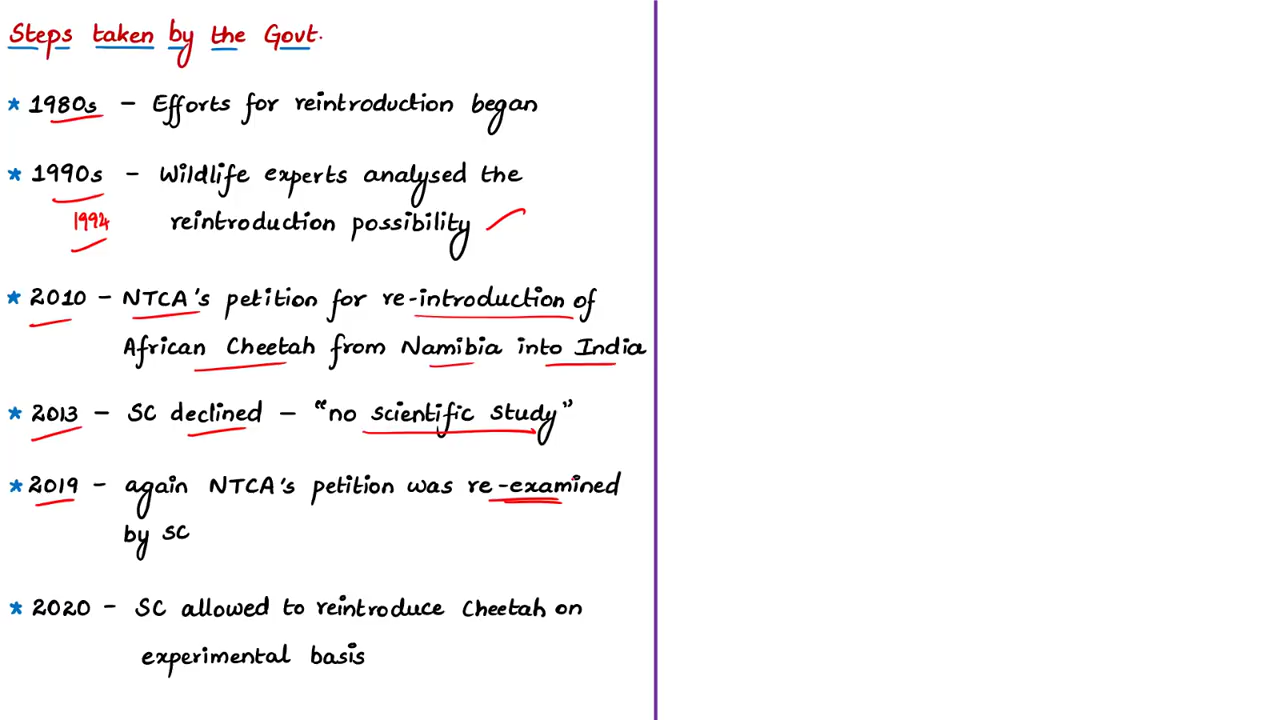 Steps taken by the Govt.
* 1980s - Efforts for reintroduction began
* 1990s - Wildlife experts analysed the
1994 reintroduction possibility
* 2010 - NTCA's petition for re-introduction of
African Cheetah from Namibia into India
* 2013 - SC declined - "no scientific study"
* 2019 - again NTCA's petition was re-examined
by SC
* 2020 - SC allowed to reintroduce Cheetah on
experimental basis